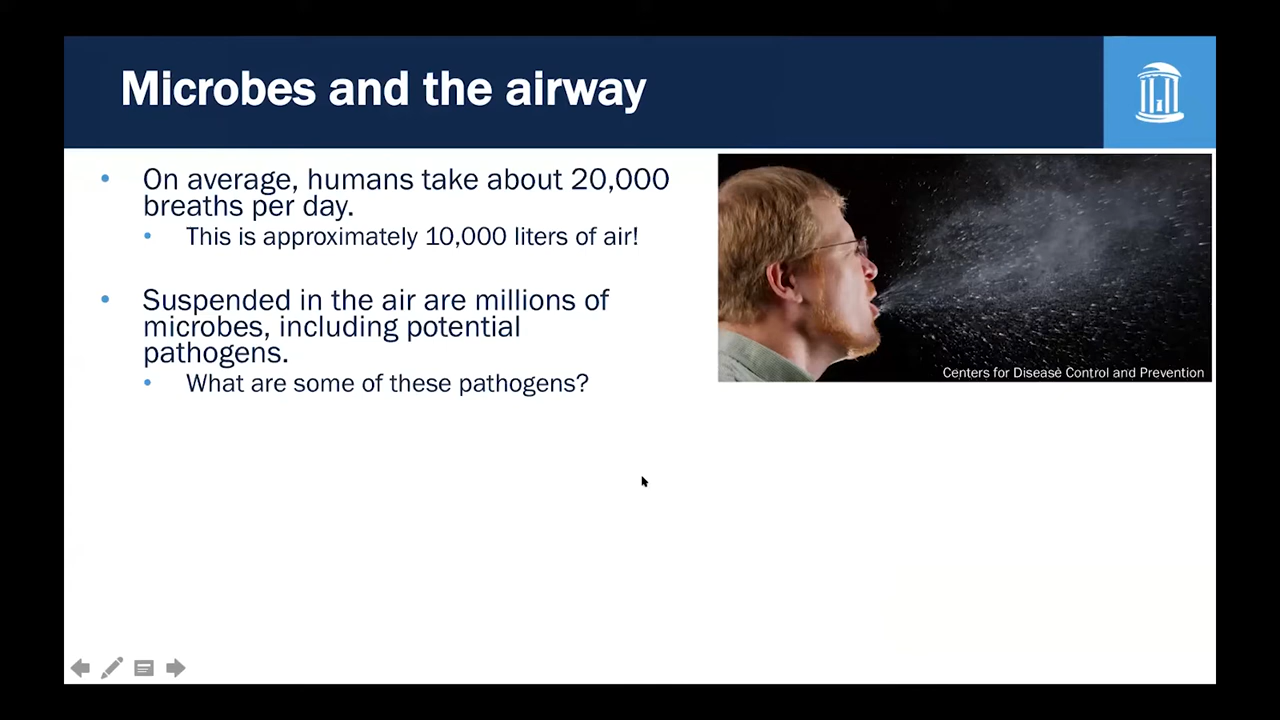 Microbes and the airway
On average, humans take about 20,000
breaths per day.
This is approximately 10,000 liters of air!
Suspended in the air are millions of
microbes, including potential
pathogens.
What are some of these pathogens?
Centers for Disease Control and Prevention